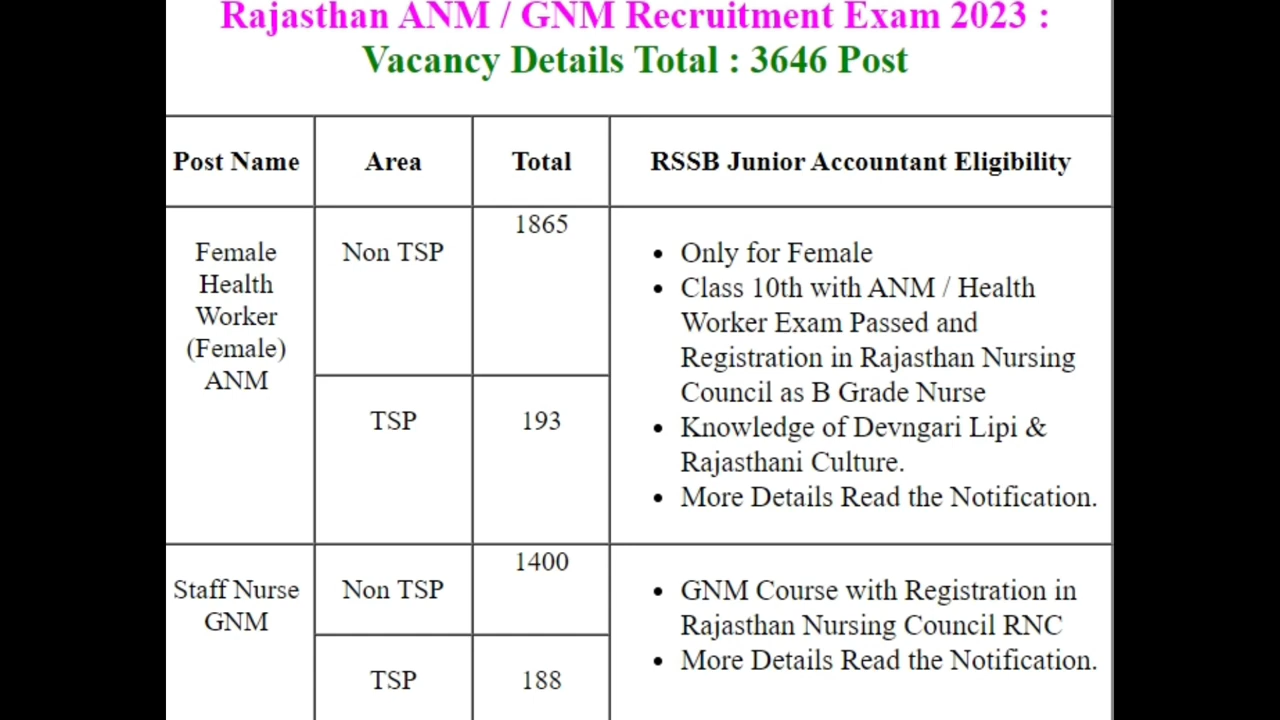 Rajasthan ANM / GNM Recruitment Exam 2023 :
Vacancy Details Total : 3646 Post
Post Name Area Total RSSB Junior Accountant Eligibility
Female
Health
Worker
(Female)
ANM
Non TSP
1865
TSP
193
Only for Female
Class 10th with ANM / Health
Worker Exam Passed and
Registration in Rajasthan Nursing
Council as B Grade Nurse
Knowledge of Devngari Lipi &
Rajasthani Culture.
More Details Read the Notification.
Staff Nurse
GNM
Non TSP
1400
TSP
188
GNM Course with Registration in
Rajasthan Nursing Council RNC
More Details Read the Notification.